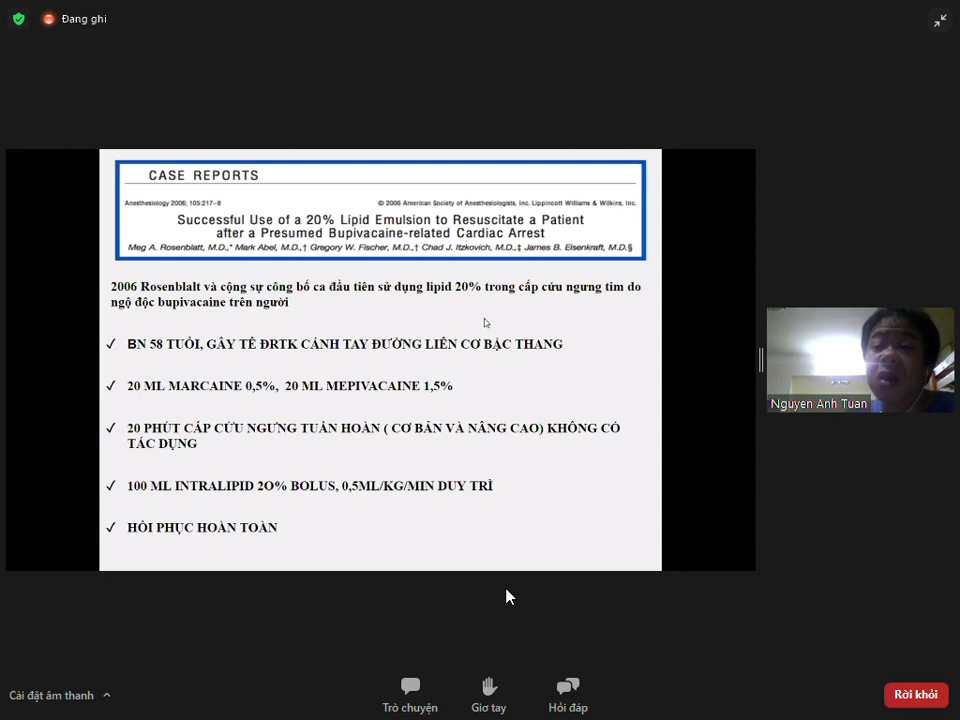 Đang ghi
CASE REPORTS
Anesthesiology 2006; 105:217–8
© 2006 American Society of Anesthesiologists, Inc. Lippincott Williams & Wilkins, Inc.
Successful Use of a 20% Lipid Emulsion to Resuscitate a Patient
after a Presumed Bupivacaine-related Cardiac Arrest
Meg A. Rosenblatt, M.D.,* Mark Abel, M.D.,† Gregory W. Fischer, M.D.,† Chad J. Itzkovich, M.D.,‡ James B. Eisenkraft, M.D.§
2006 Rosenblalt và cộng sự công bố ca đầu tiên sử dụng lipid 20% trong cấp cứu ngưng tim do
ngộ độc bupivacaine trên người
✓ BN 58 TUỔI, GÂY TÊ ĐRTK CÁNH TAY ĐƯỜNG LIÊN CƠ BẬC THANG
✓ 20 ML MARCAINE 0,5%, 20 ML MEPIVACAINE 1,5%
✓ 20 PHÚT CẤP CỨU NGƯNG TUẦN HOÀN ( CƠ BẢN VÀ NÂNG CAO) KHÔNG CÓ
TÁC DỤNG
✓ 100 ML INTRALIPID 2O% BOLUS, 0,5ML/KG/MIN DUY TRÌ
✓ HỒI PHỤC HOÀN TOÀN
Nguyen Anh Tuan
Cài đặt âm thanh
Trò chuyện
Giơ tay
Hỏi đáp
Rời khỏi